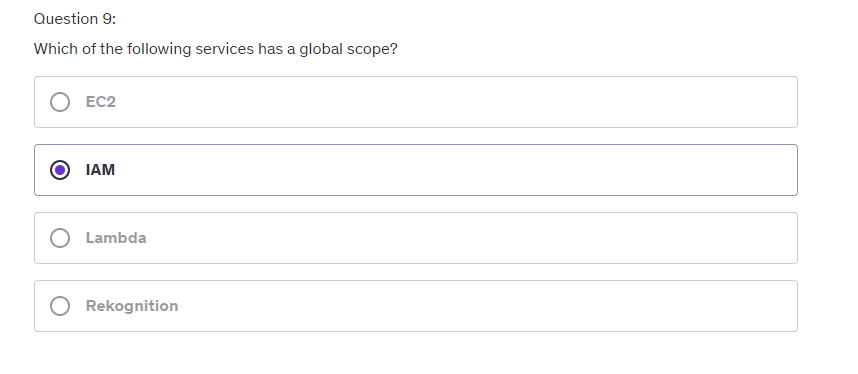 Question 9:
Which of the following services has a global scope?
EC2
IAM
Lambda
Rekognition